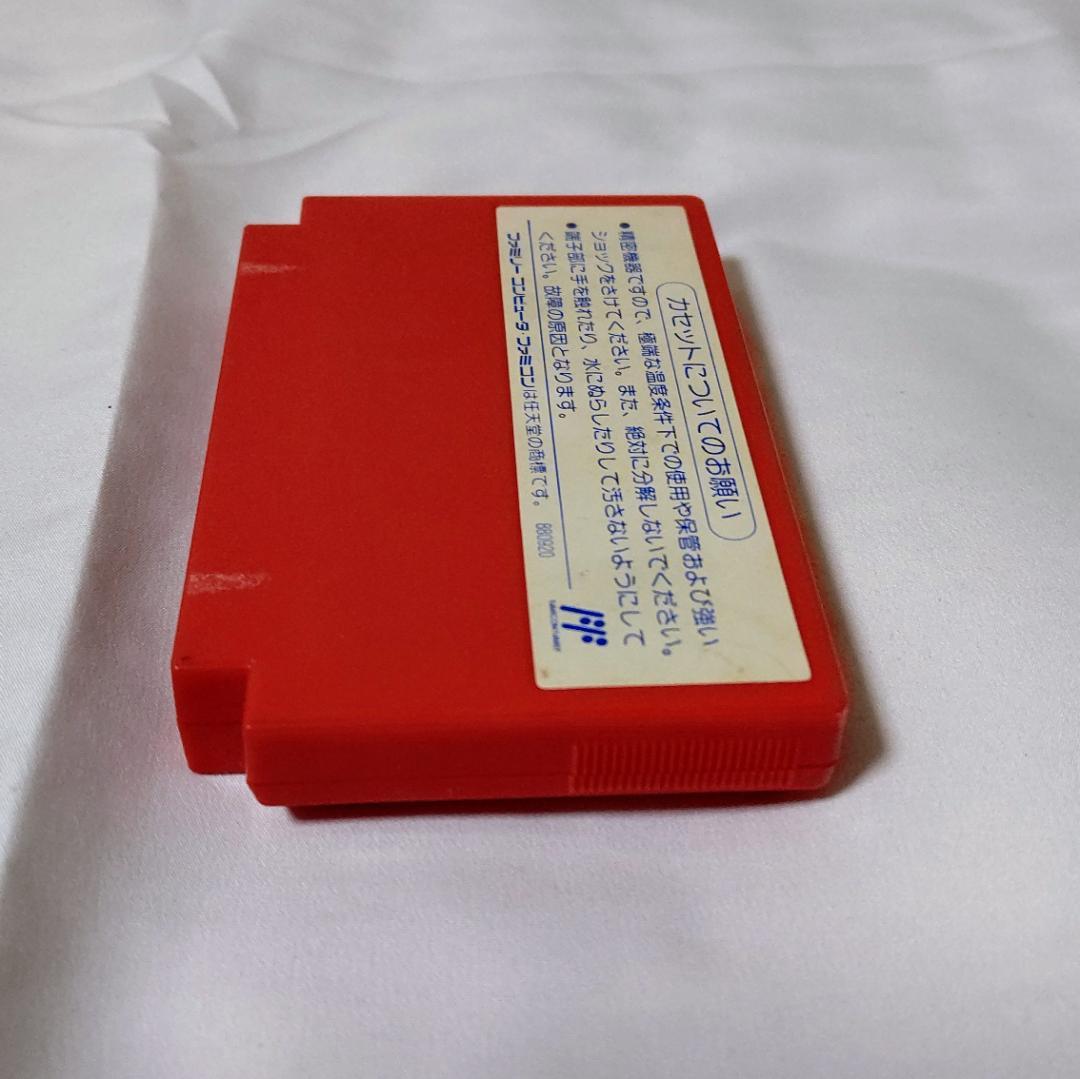 カセットについてのお願い
●精密機器ですので、極端な温度条件下での使用や保管および強い
ショックをさけてください。また、絶対に分解しないでください。
●端子部に手を触れたり、水にぬらしたりして汚さないようにして
ください。故障の原因となります。
ファミリーコンピュータ・ファミコンは任天堂の商標です。 880920